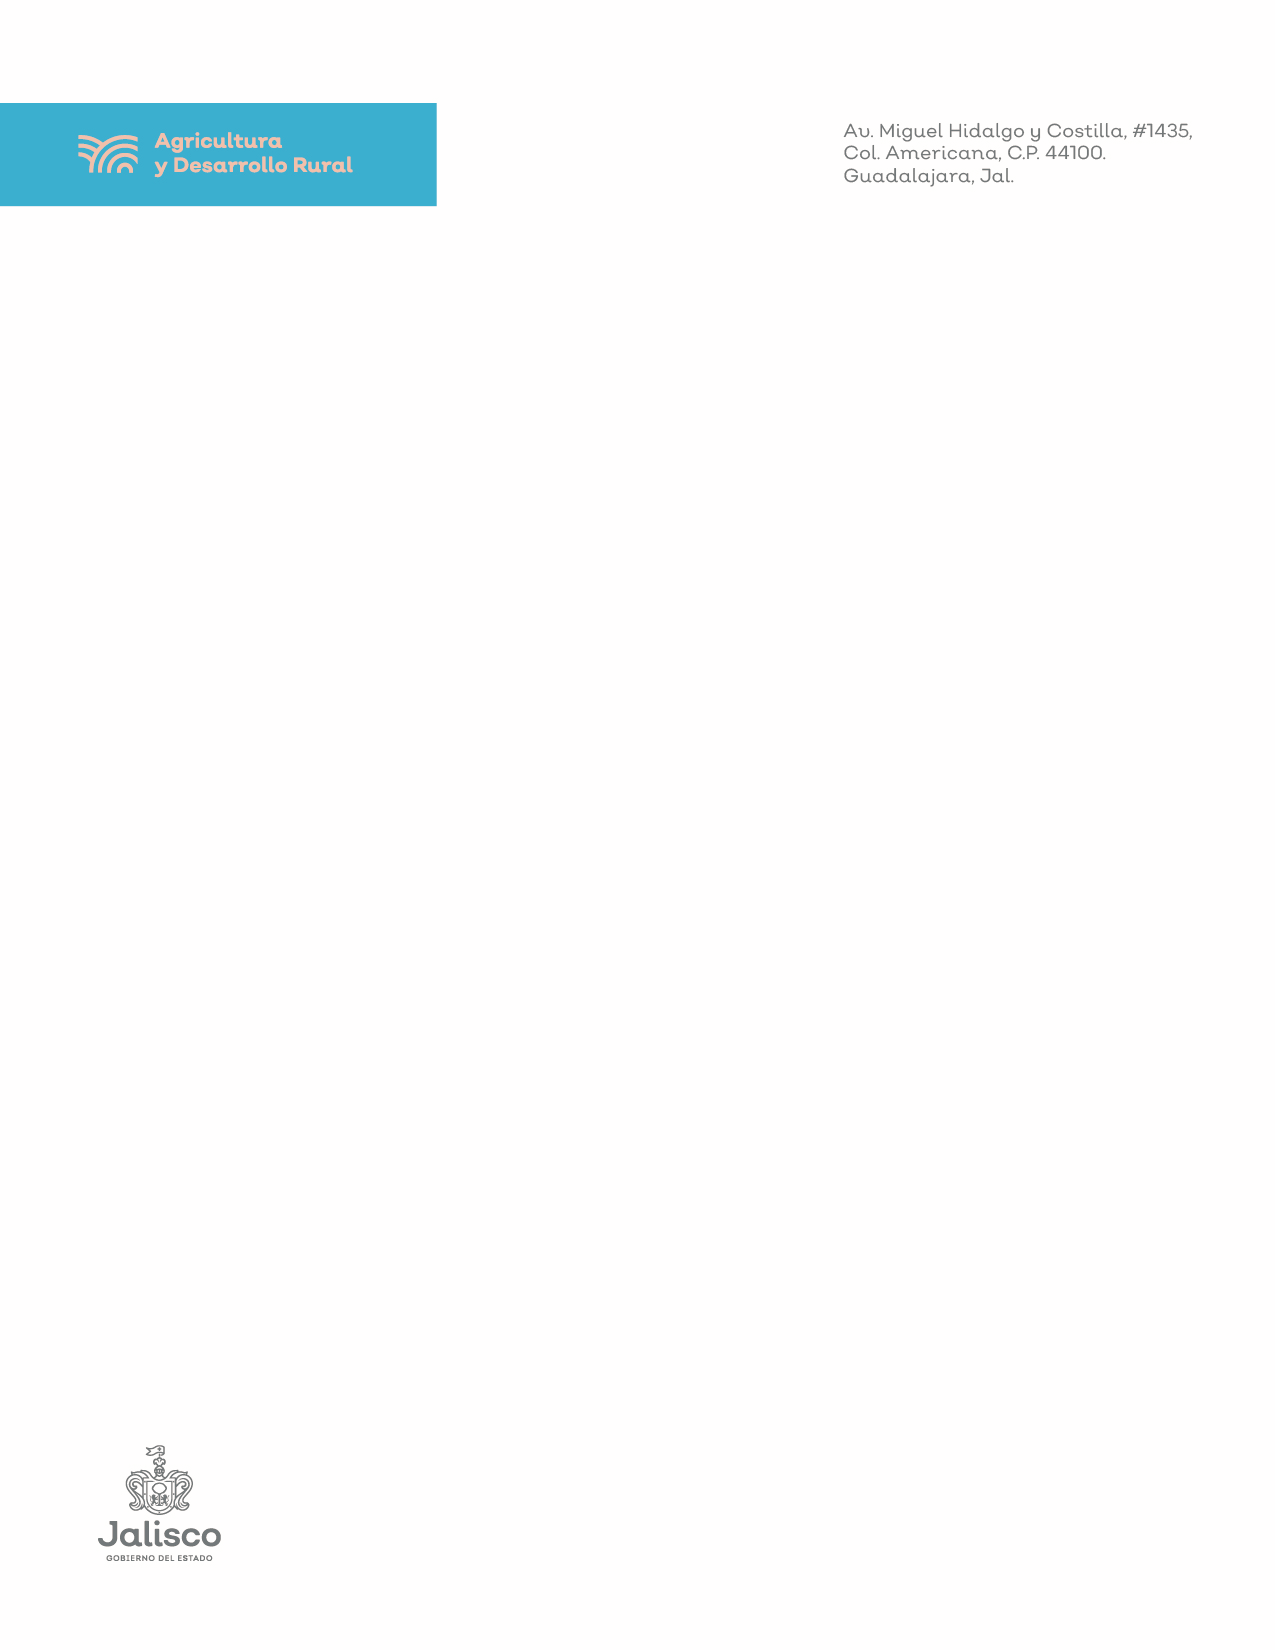 Agricultura
y Desarrollo Rural
Av. Miguel Hidalgo y Costilla, #1435,
Col. Americana, C.P. 44100.
Guadalajara, Jal.
Jalisco
GOBIERNO DEL ESTADO